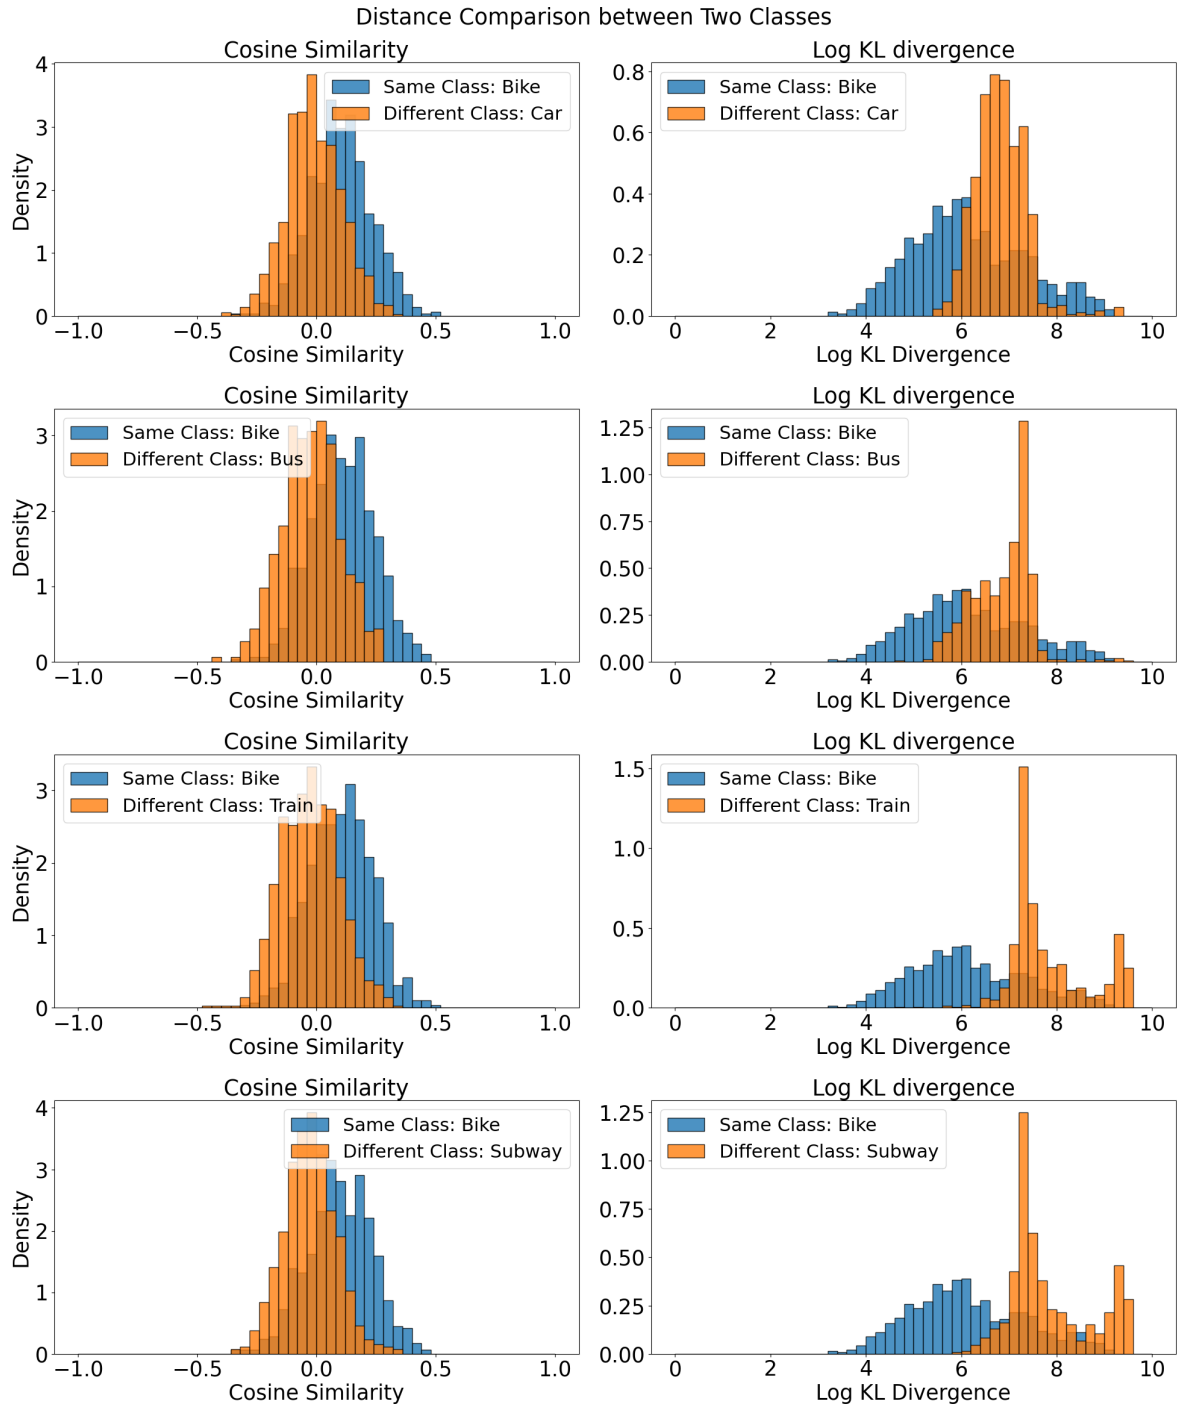 Distance Comparison between Two Classes
Cosine Similarity
Log KL divergence
4
3
2
1
0
Density
Same Class: Bike
Different Class: Car
−1.0 −0.5 0.0 0.5 1.0
Cosine Similarity
0.8
0.6
0.4
0.2
0.0
Same Class: Bike
Different Class: Car
0 2 4 6 8 10
Log KL Divergence
Cosine Similarity
Log KL divergence
3
2
1
0
Density
Same Class: Bike
Different Class: Bus
−1.0 −0.5 0.0 0.5 1.0
Cosine Similarity
1.25
1.00
0.75
0.50
0.25
0.00
Same Class: Bike
Different Class: Bus
0 2 4 6 8 10
Log KL Divergence
Cosine Similarity
Log KL divergence
3
2
1
0
Density
Same Class: Bike
Different Class: Train
−1.0 −0.5 0.0 0.5 1.0
Cosine Similarity
1.5
1.0
0.5
0.0
Same Class: Bike
Different Class: Train
0 2 4 6 8 10
Log KL Divergence
Cosine Similarity
Log KL divergence
4
3
2
1
0
Density
Same Class: Bike
Different Class: Subway
−1.0 −0.5 0.0 0.5 1.0
Cosine Similarity
1.25
1.00
0.75
0.50
0.25
0.00
Same Class: Bike
Different Class: Subway
0 2 4 6 8 10
Log KL Divergence